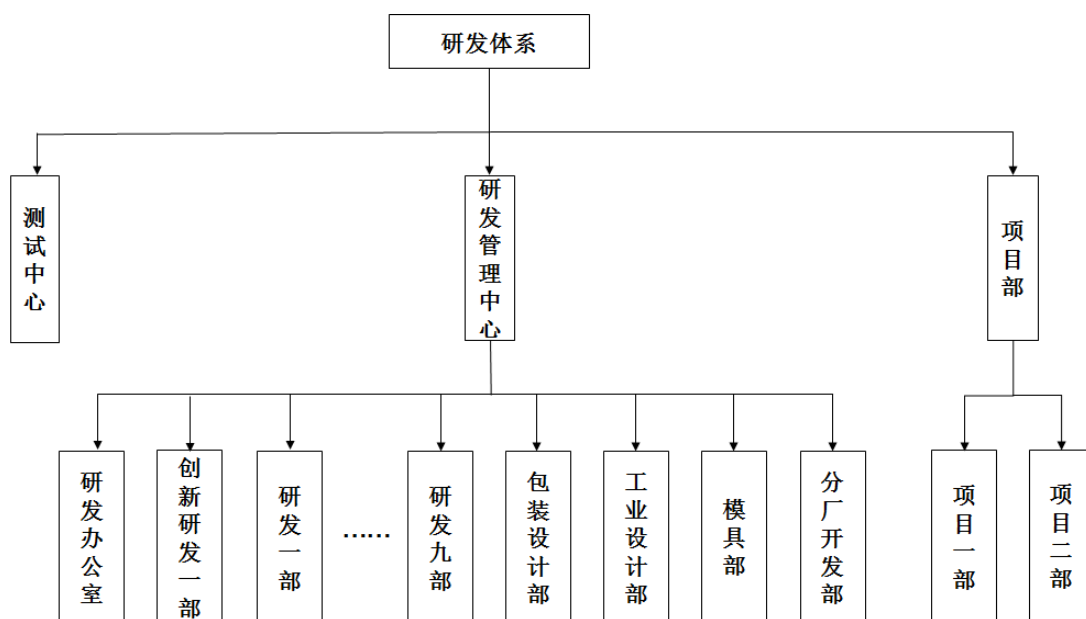 研发体系
测试中心
研发管理中心
项目部
研发办公室
创新研发一部
研发一部
……
研发九部
包装设计部
工业设计部
模具部
分厂开发部
项目一部
项目二部